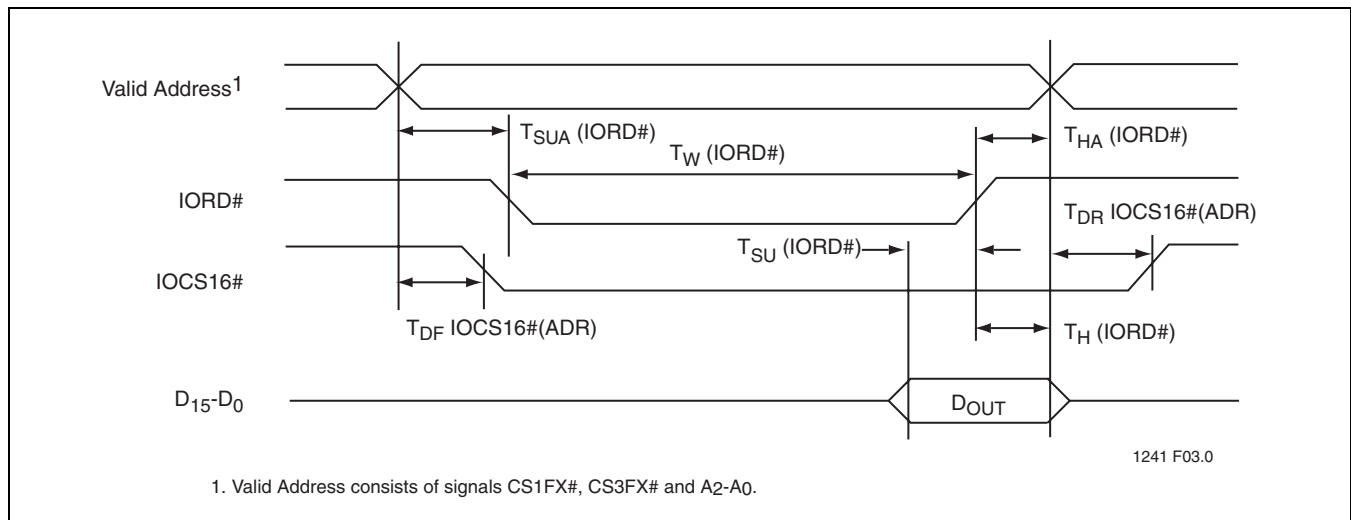 Valid Address1
TSUA (IORD#)
THA (IORD#)
TW (IORD#)
IORD#
TDR IOCS16#(ADR)
TSU (IORD#)
IOCS16#
TDF IOCS16#(ADR)
TH (IORD#)
D15-D0
DOUT
1241 F03.0
1. Valid Address consists of signals CS1FX#, CS3FX# and A2-A0.